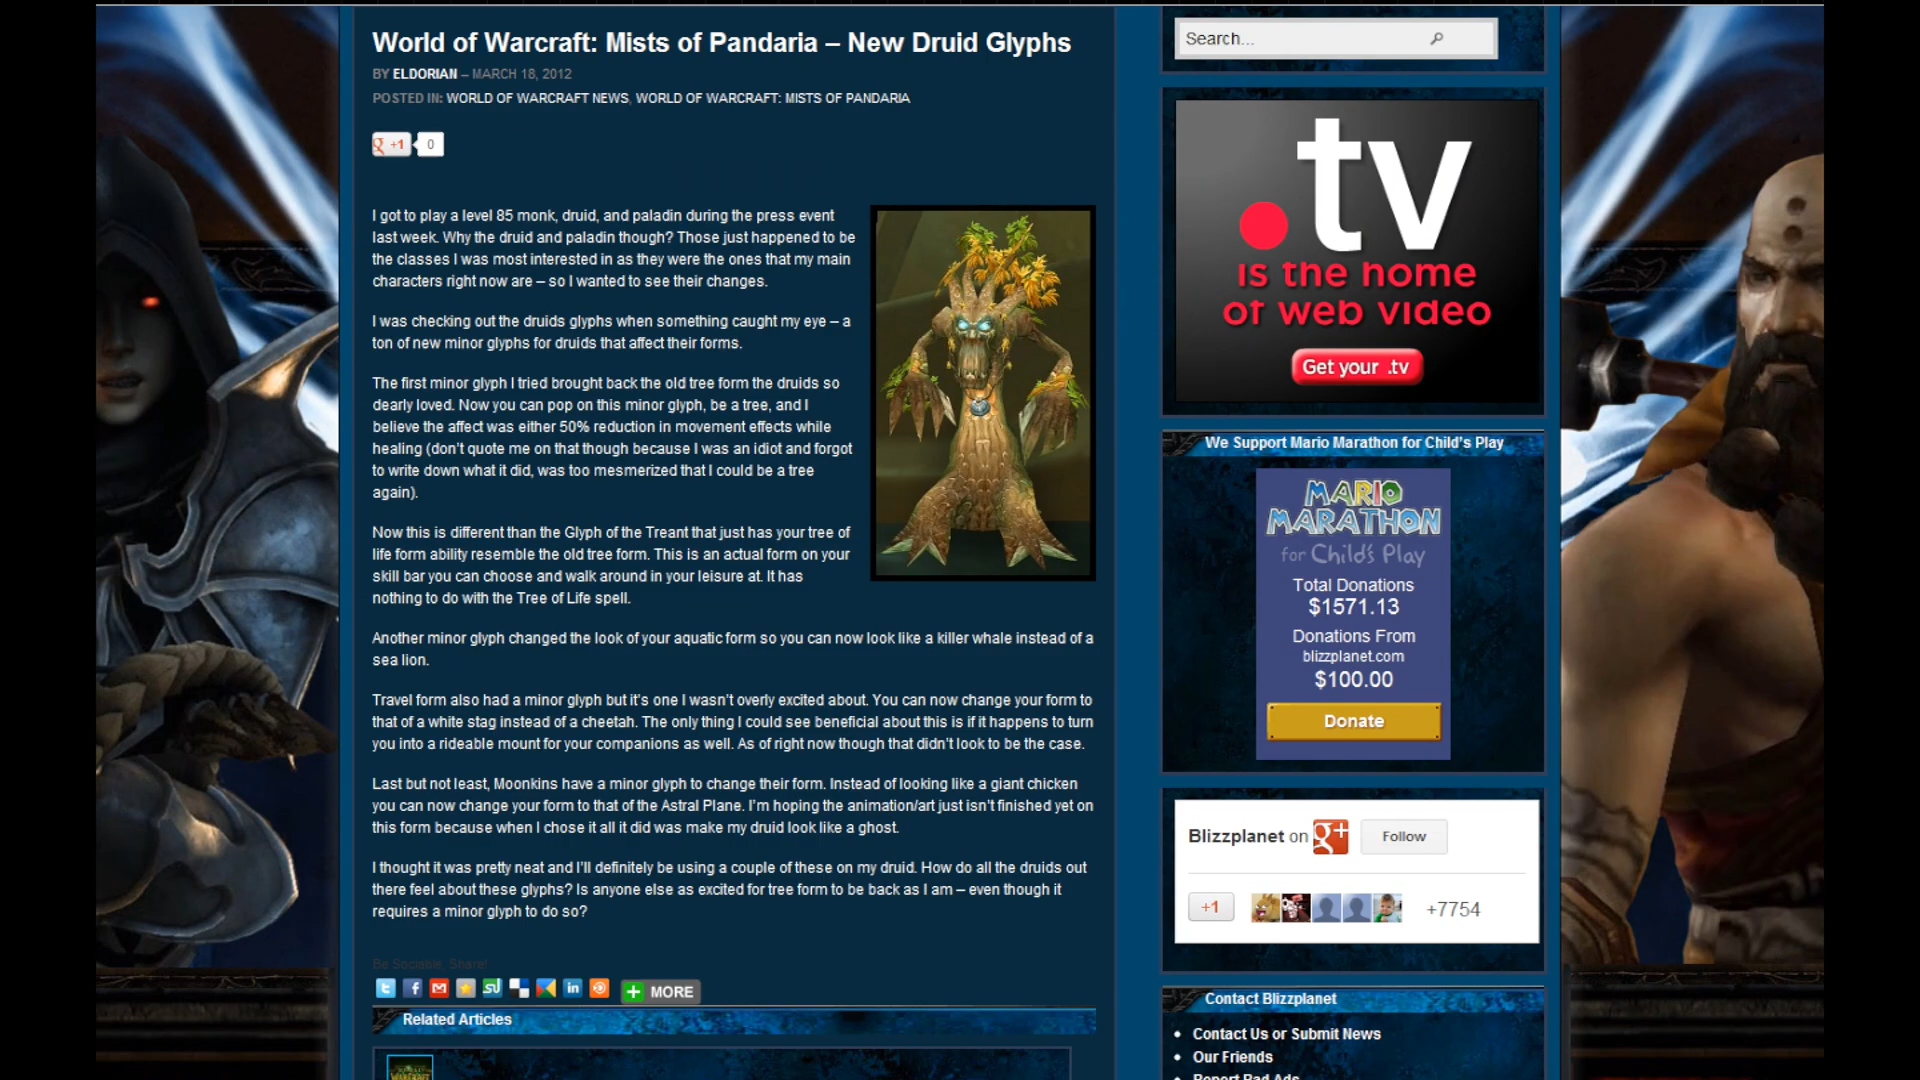 World of Warcraft: Mists of Pandaria – New Druid Glyphs
BY ELDORIAN – MARCH 18, 2012
POSTED IN: WORLD OF WARCRAFT NEWS, WORLD OF WARCRAFT: MISTS OF PANDARIA
g +1 0
I got to play a level 85 monk, druid, and paladin during the press event
last week. Why the druid and paladin though? Those just happened to be
the classes I was most interested in as they were the ones that my main
characters right now are – so I wanted to see their changes.
I was checking out the druids glyphs when something caught my eye – a
ton of new minor glyphs for druids that affect their forms.
The first minor glyph I tried brought back the old tree form the druids so
dearly loved. Now you can pop on this minor glyph, be a tree, and I
believe the affect was either 50% reduction in movement effects while
healing (don't quote me on that though because I was an idiot and forgot
to write down what it did, was too mesmerized that I could be a tree
again).
Now this is different than the Glyph of the Treant that just has your tree of
life form ability resemble the old tree form. This is an actual form on your
skill bar you can choose and walk around in your leisure at. It has
nothing to do with the Tree of Life spell.
Another minor glyph changed the look of your aquatic form so you can now look like a killer whale instead of a
sea lion.
Travel form also had a minor glyph but it's one I wasn't overly excited about. You can now change your form to
that of a white stag instead of a cheetah. The only thing I could see beneficial about this is if it happens to turn
you into a rideable mount for your companions as well. As of right now though that didn't look to be the case.
Last but not least, Moonkins have a minor glyph to change their form. Instead of looking like a giant chicken
you can now change your form to that of the Astral Plane. I'm hoping the animation/art just isn't finished yet on
this form because when I chose it all it did was make my druid look like a ghost.
I thought it was pretty neat and I'll definitely be using a couple of these on my druid. How do all the druids out
there feel about these glyphs? Is anyone else as excited for tree form to be back as I am – even though it
requires a minor glyph to do so?
Be Sociable, Share!
MORE
Related Articles
WARCRAFT
Search...
.tv
is the home
of web video
Get your .tv
We Support Mario Marathon for Child's Play
MARIO
MARATHON
for Child's Play
Total Donations
$1571.13
Donations From
blizzplanet.com
$100.00
Donate
Blizzplanet on g+ Follow
+1 +7754
Contact Blizzplanet
Contact Us or Submit News
Our Friends
Report Bad Ads